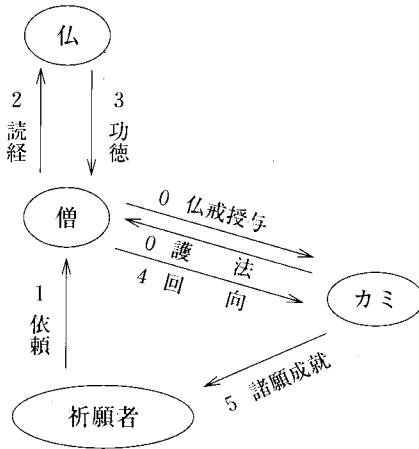 仏
2 読経
3 功徳
僧
0 仏戒授与
0 護法
4 回向
カミ
1 依頼
5 諸願成就
祈願者